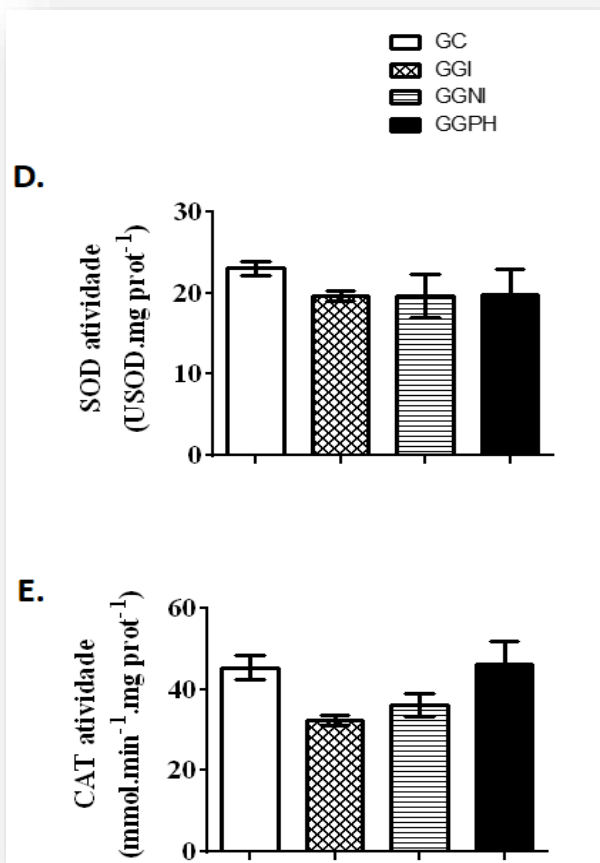 GC
GGI
GGNI
GGPH
D.
SOD atividade
(USOD.mg prot⁻¹)
30
20
10
0
E.
CAT atividade
(mmol.min⁻¹.mg prot⁻¹)
60
40
20
0